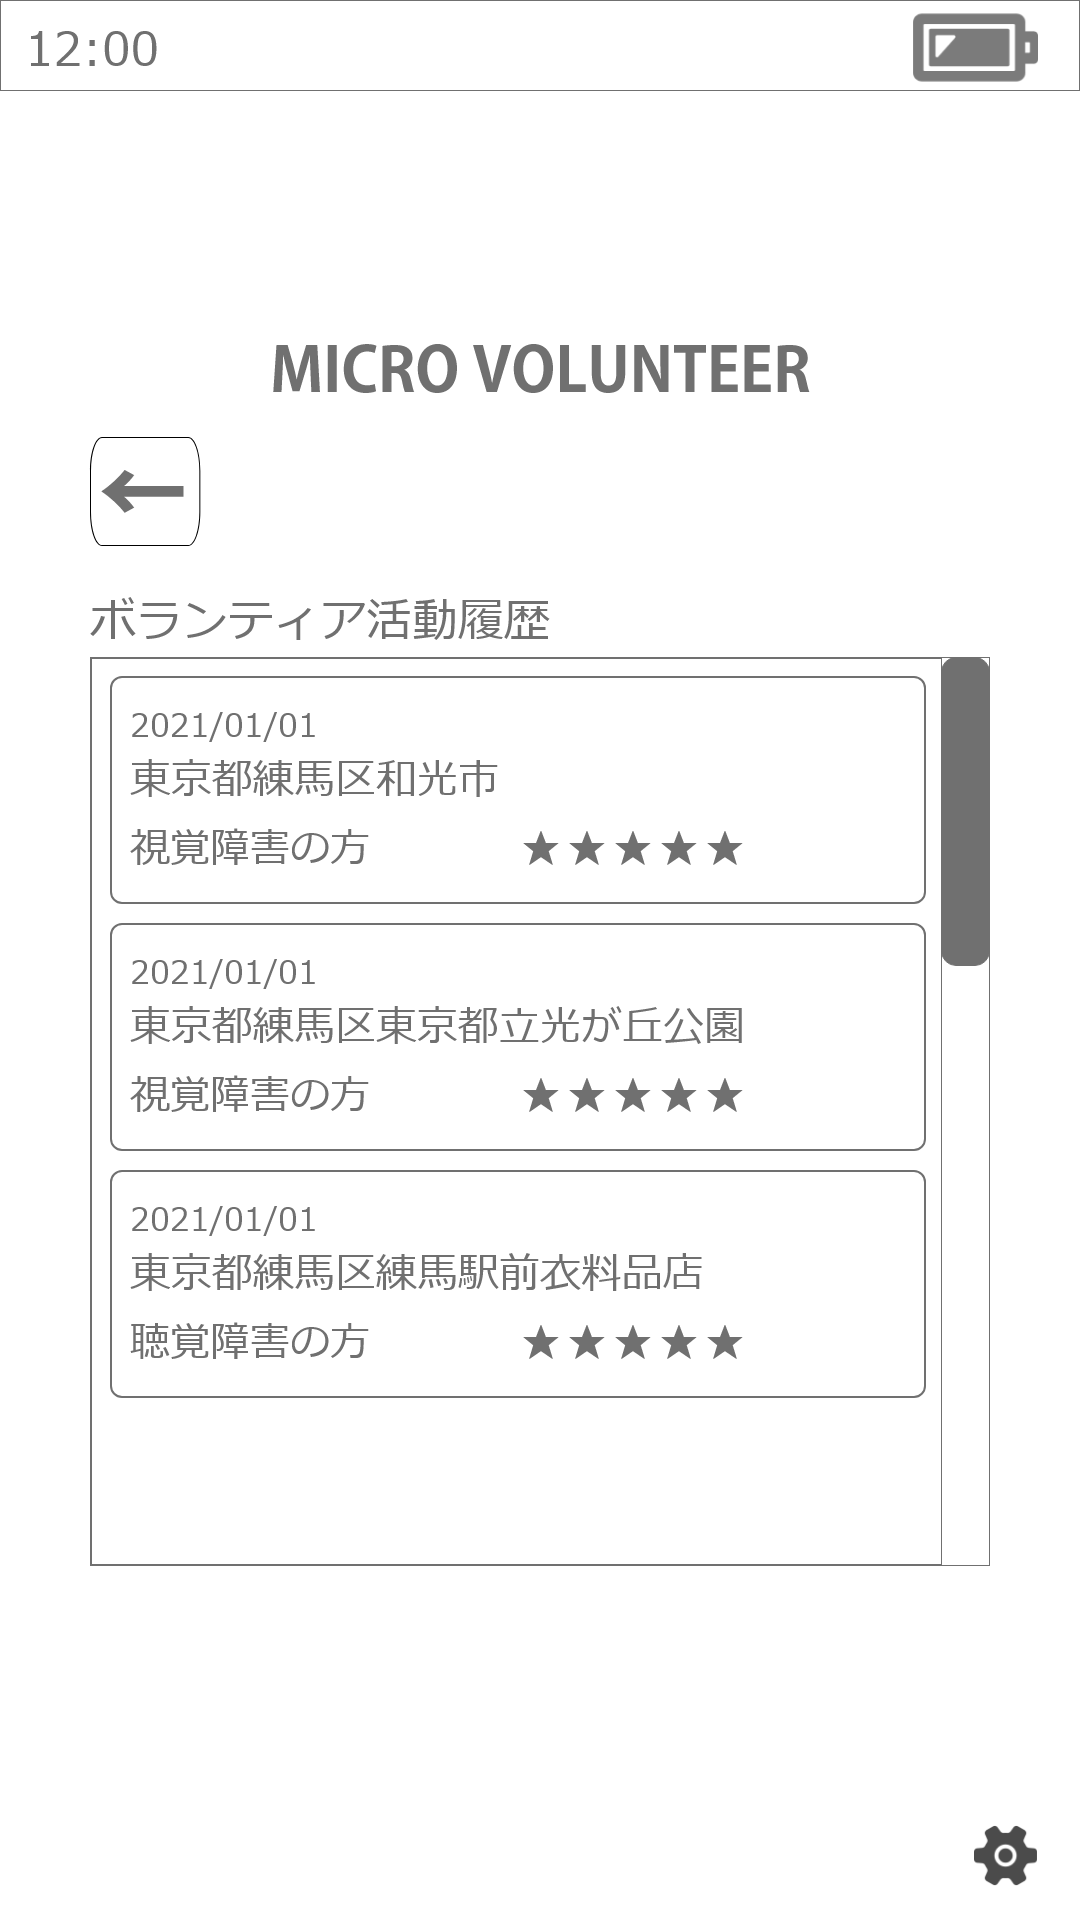 12:00
MICRO VOLUNTEER
←
ボランティア活動履歴
2021/01/01
東京都練馬区和光市
視覚障害の方 ★★★★★
2021/01/01
東京都練馬区東京都立光が丘公園
視覚障害の方 ★★★★★
2021/01/01
東京都練馬区練馬駅前衣料品店
聴覚障害の方 ★★★★★